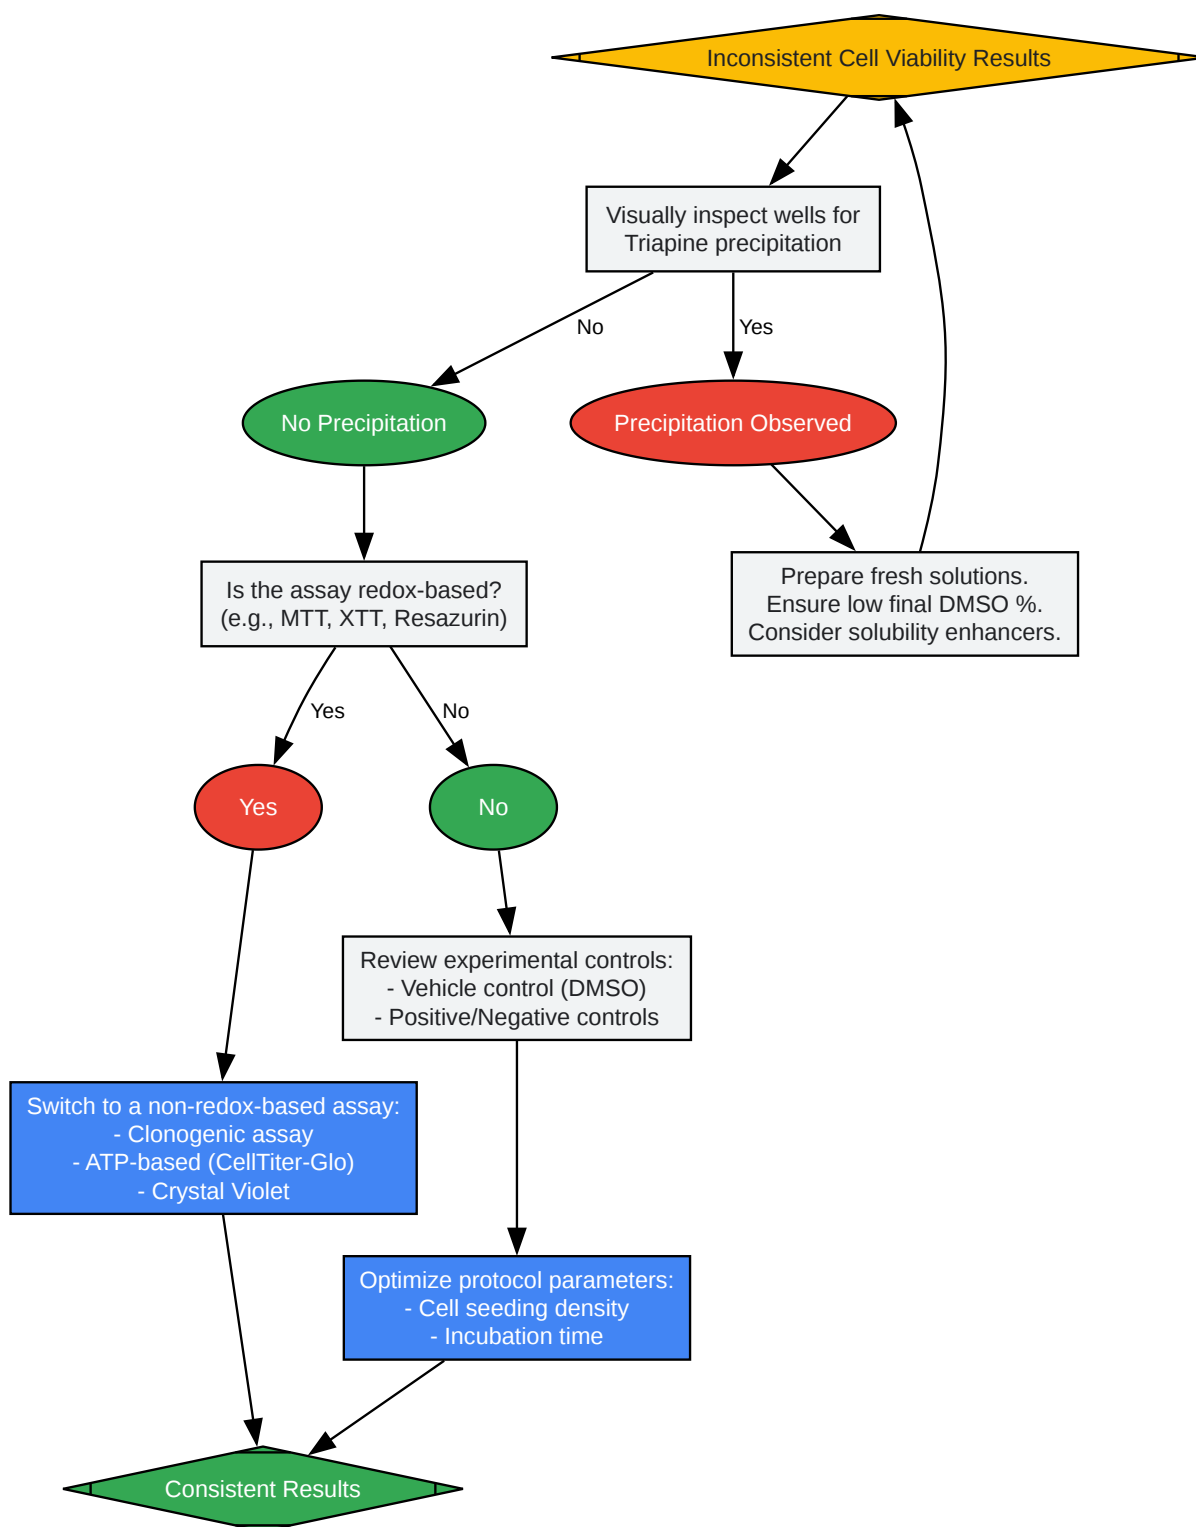 Inconsistent Cell Viability Results
Visually inspect wells for
Triapine precipitation
No
Yes
No Precipitation
Precipitation Observed
Is the assay redox-based?
(e.g., MTT, XTT, Resazurin)
Prepare fresh solutions.
Ensure low final DMSO %.
Consider solubility enhancers.
Yes
No
Yes
No
Review experimental controls:
- Vehicle control (DMSO)
- Positive/Negative controls
Switch to a non-redox-based assay:
- Clonogenic assay
- ATP-based (CellTiter-Glo)
- Crystal Violet
Optimize protocol parameters:
- Cell seeding density
- Incubation time
Consistent Results